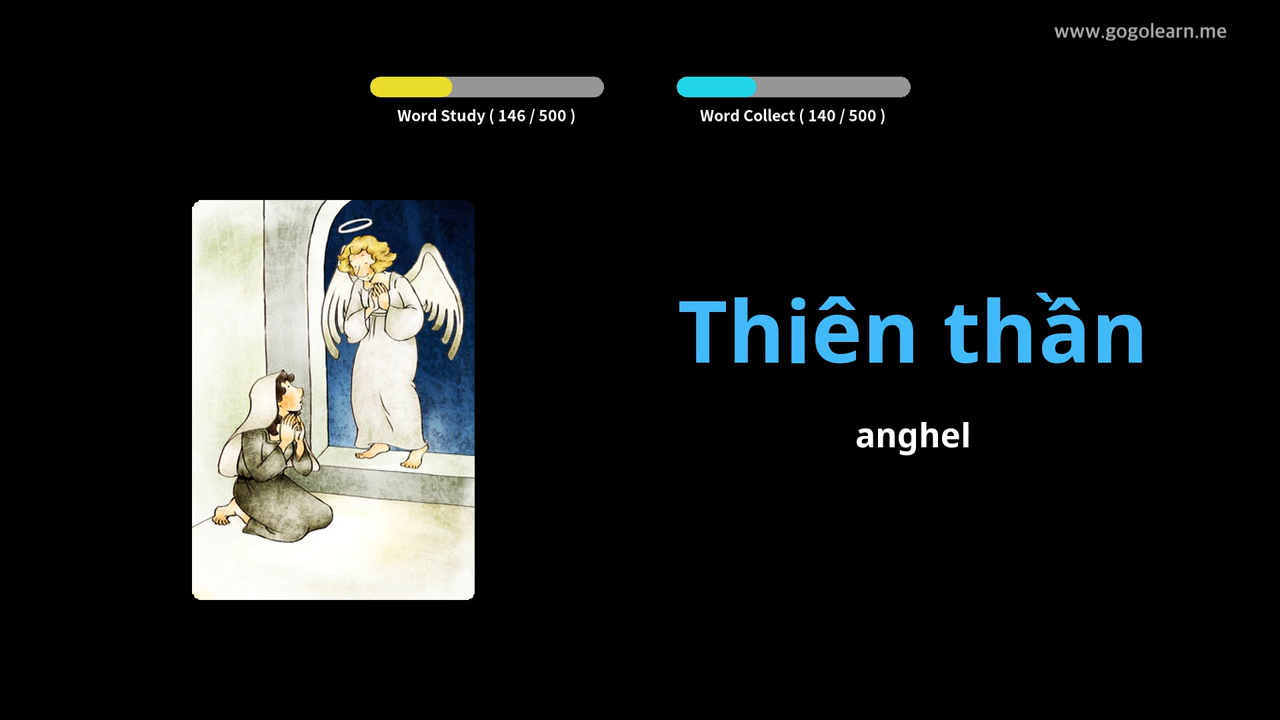 www.gogolearn.me
Word Study ( 146 / 500 )
Word Collect ( 140 / 500 )
Thiên thần
anghel